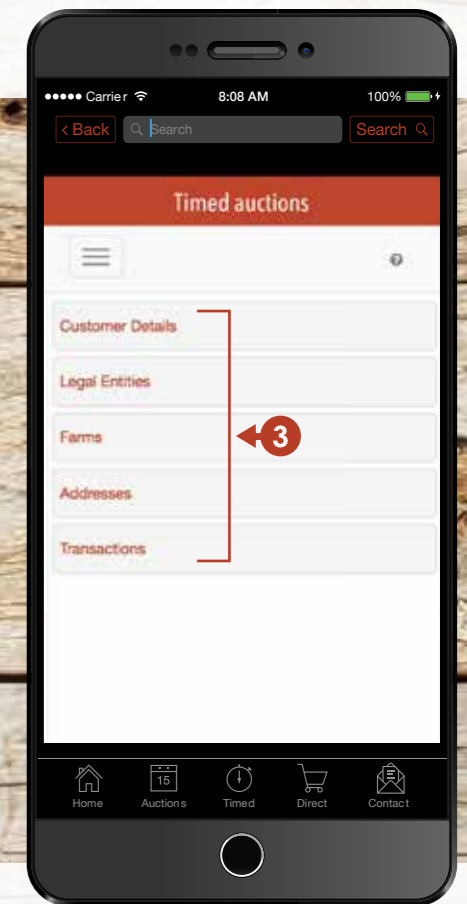 Carrier 8:08 AM 100%
< Back Search Search
Timed auctions
Customer Details
Legal Entities
Farms
3
Addresses
Transactions
15
Home Auctions Timed Direct Contact